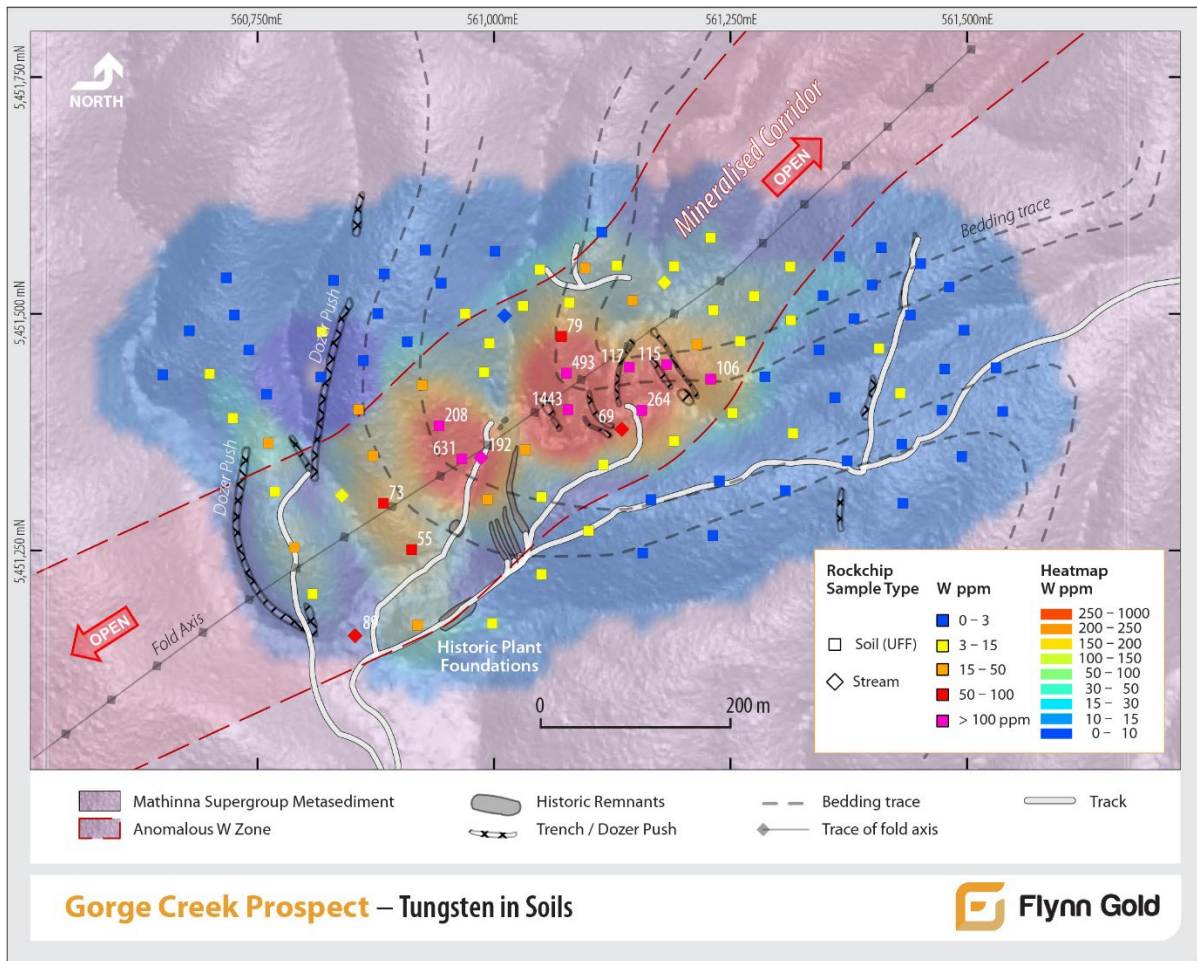 560,750mE
561,000mE
561,250mE
561,500mE
5,451,750 mN
5,451,500 mN
5,451,250 mN
NORTH
Mineralised Corridor
OPEN
Bedding trace
Dozer Push
79
493
117
115
106
1443
264
69
208
631
192
Dozer Push
73
55
89
OPEN
Fold Axis
Historic Plant
Foundations
0
200 m
Rockchip
Sample Type
Soil (UFF)
Stream
W ppm
0 – 3
3 – 15
15 – 50
50 – 100
> 100 ppm
Heatmap
W ppm
250 – 1000
200 – 250
150 – 200
100 – 150
50 – 100
30 – 50
15 – 30
10 – 15
0 – 10
Mathinna Supergroup Metasediment
Historic Remnants
Bedding trace
Track
Anomalous W Zone
Trench / Dozer Push
Trace of fold axis
Gorge Creek Prospect – Tungsten in Soils
Flynn Gold